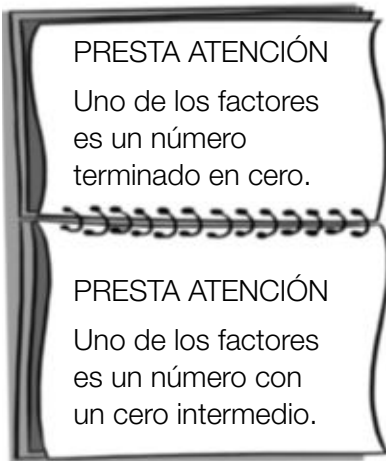 PRESTA ATENCIÓN
Uno de los factores
es un número
terminado en cero.
PRESTA ATENCIÓN
Uno de los factores
es un número con
un cero intermedio.